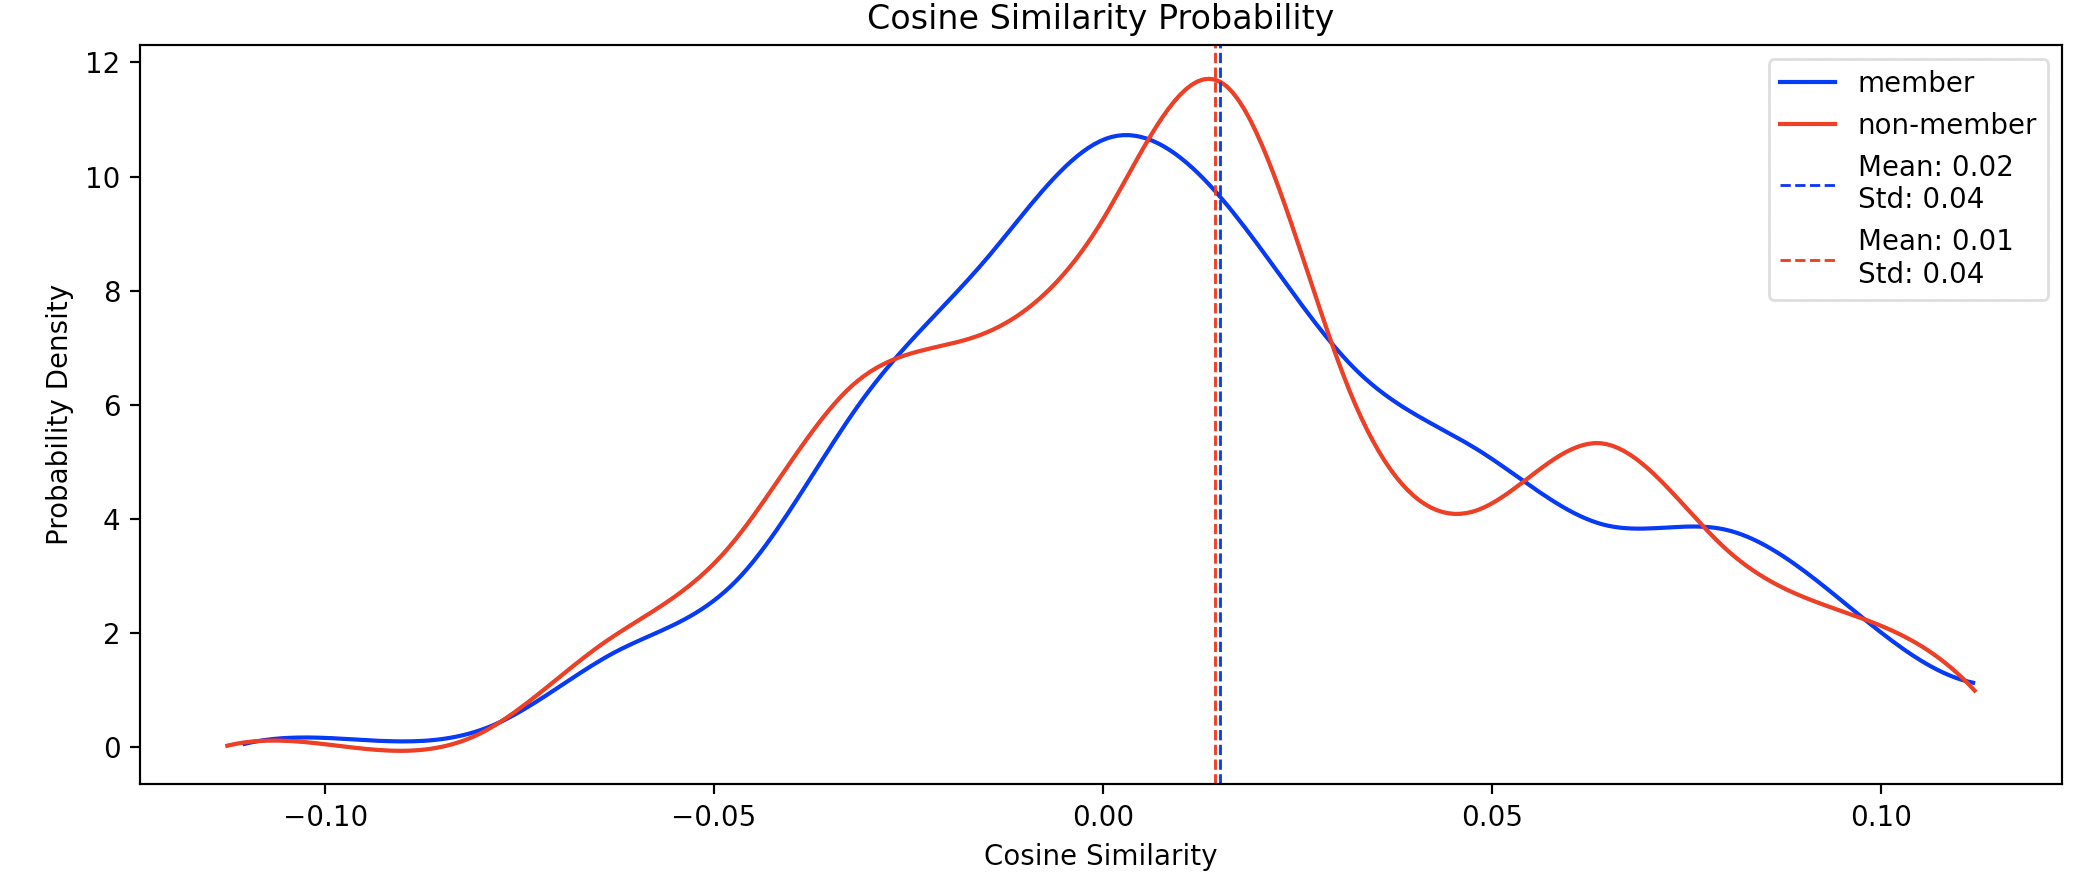 Cosine Similarity Probability
12
10
8
6
4
2
0
Probability Density
member
non-member
Mean: 0.02
Std: 0.04
Mean: 0.01
Std: 0.04
−0.10
−0.05
0.00
0.05
0.10
Cosine Similarity